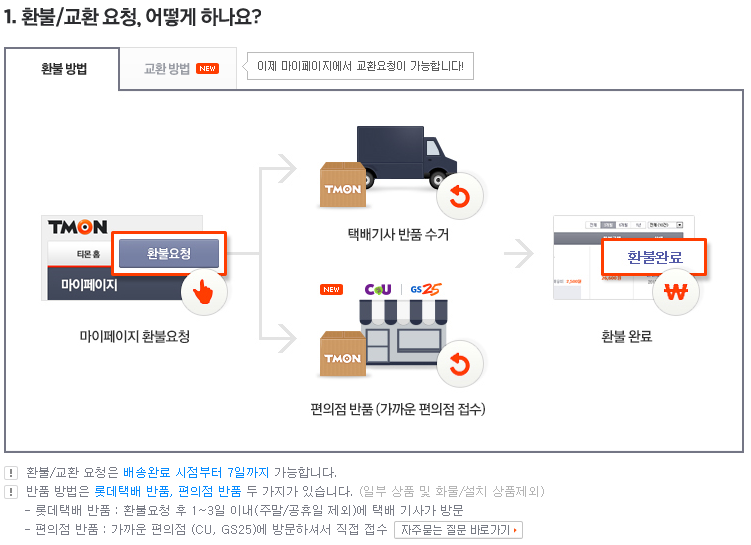 1. 환불/교환 요청, 어떻게 하나요?
환불 방법
교환 방법 NEW
이제 마이페이지에서 교환요청이 가능합니다!
TMON
티몬 홈
환불요청
마이페이지
마이페이지 환불요청
TMON
택배기사 반품 수거
NEW CU GS25
TMON
편의점 반품 (가까운 편의점 접수)
환불완료
₩
환불 완료
! 환불/교환 요청은 배송완료 시점부터 7일까지 가능합니다.
! 반품 방법은 롯데택배 반품, 편의점 반품 두 가지가 있습니다. (일부 상품 및 화물/설치 상품제외)
- 롯데택배 반품 : 환불요청 후 1~3일 이내(주말/공휴일 제외)에 택배 기사가 방문
- 편의점 반품 : 가까운 편의점 (CU, GS25)에 방문하셔서 직접 접수 자주묻는 질문 바로가기